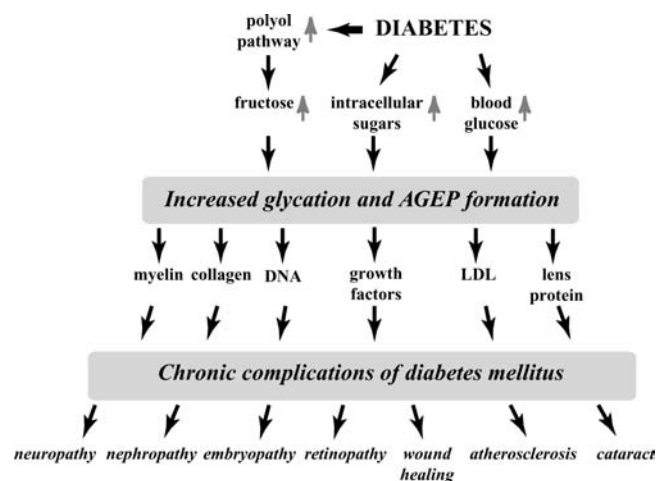 polyol
pathway
DIABETES
fructose
intracellular
sugars
blood
glucose
Increased glycation and AGEP formation
myelin
collagen
DNA
growth
factors
LDL
lens
protein
Chronic complications of diabetes mellitus
neuropathy
nephropathy
embryopathy
retinopathy
wound
healing
atherosclerosis
cataract